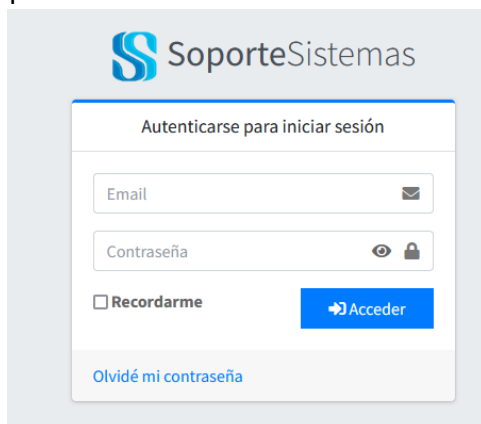 SoporteSistemas
Autenticarse para iniciar sesión
Email
Contraseña
Recordarme
Acceder
Olvidé mi contraseña